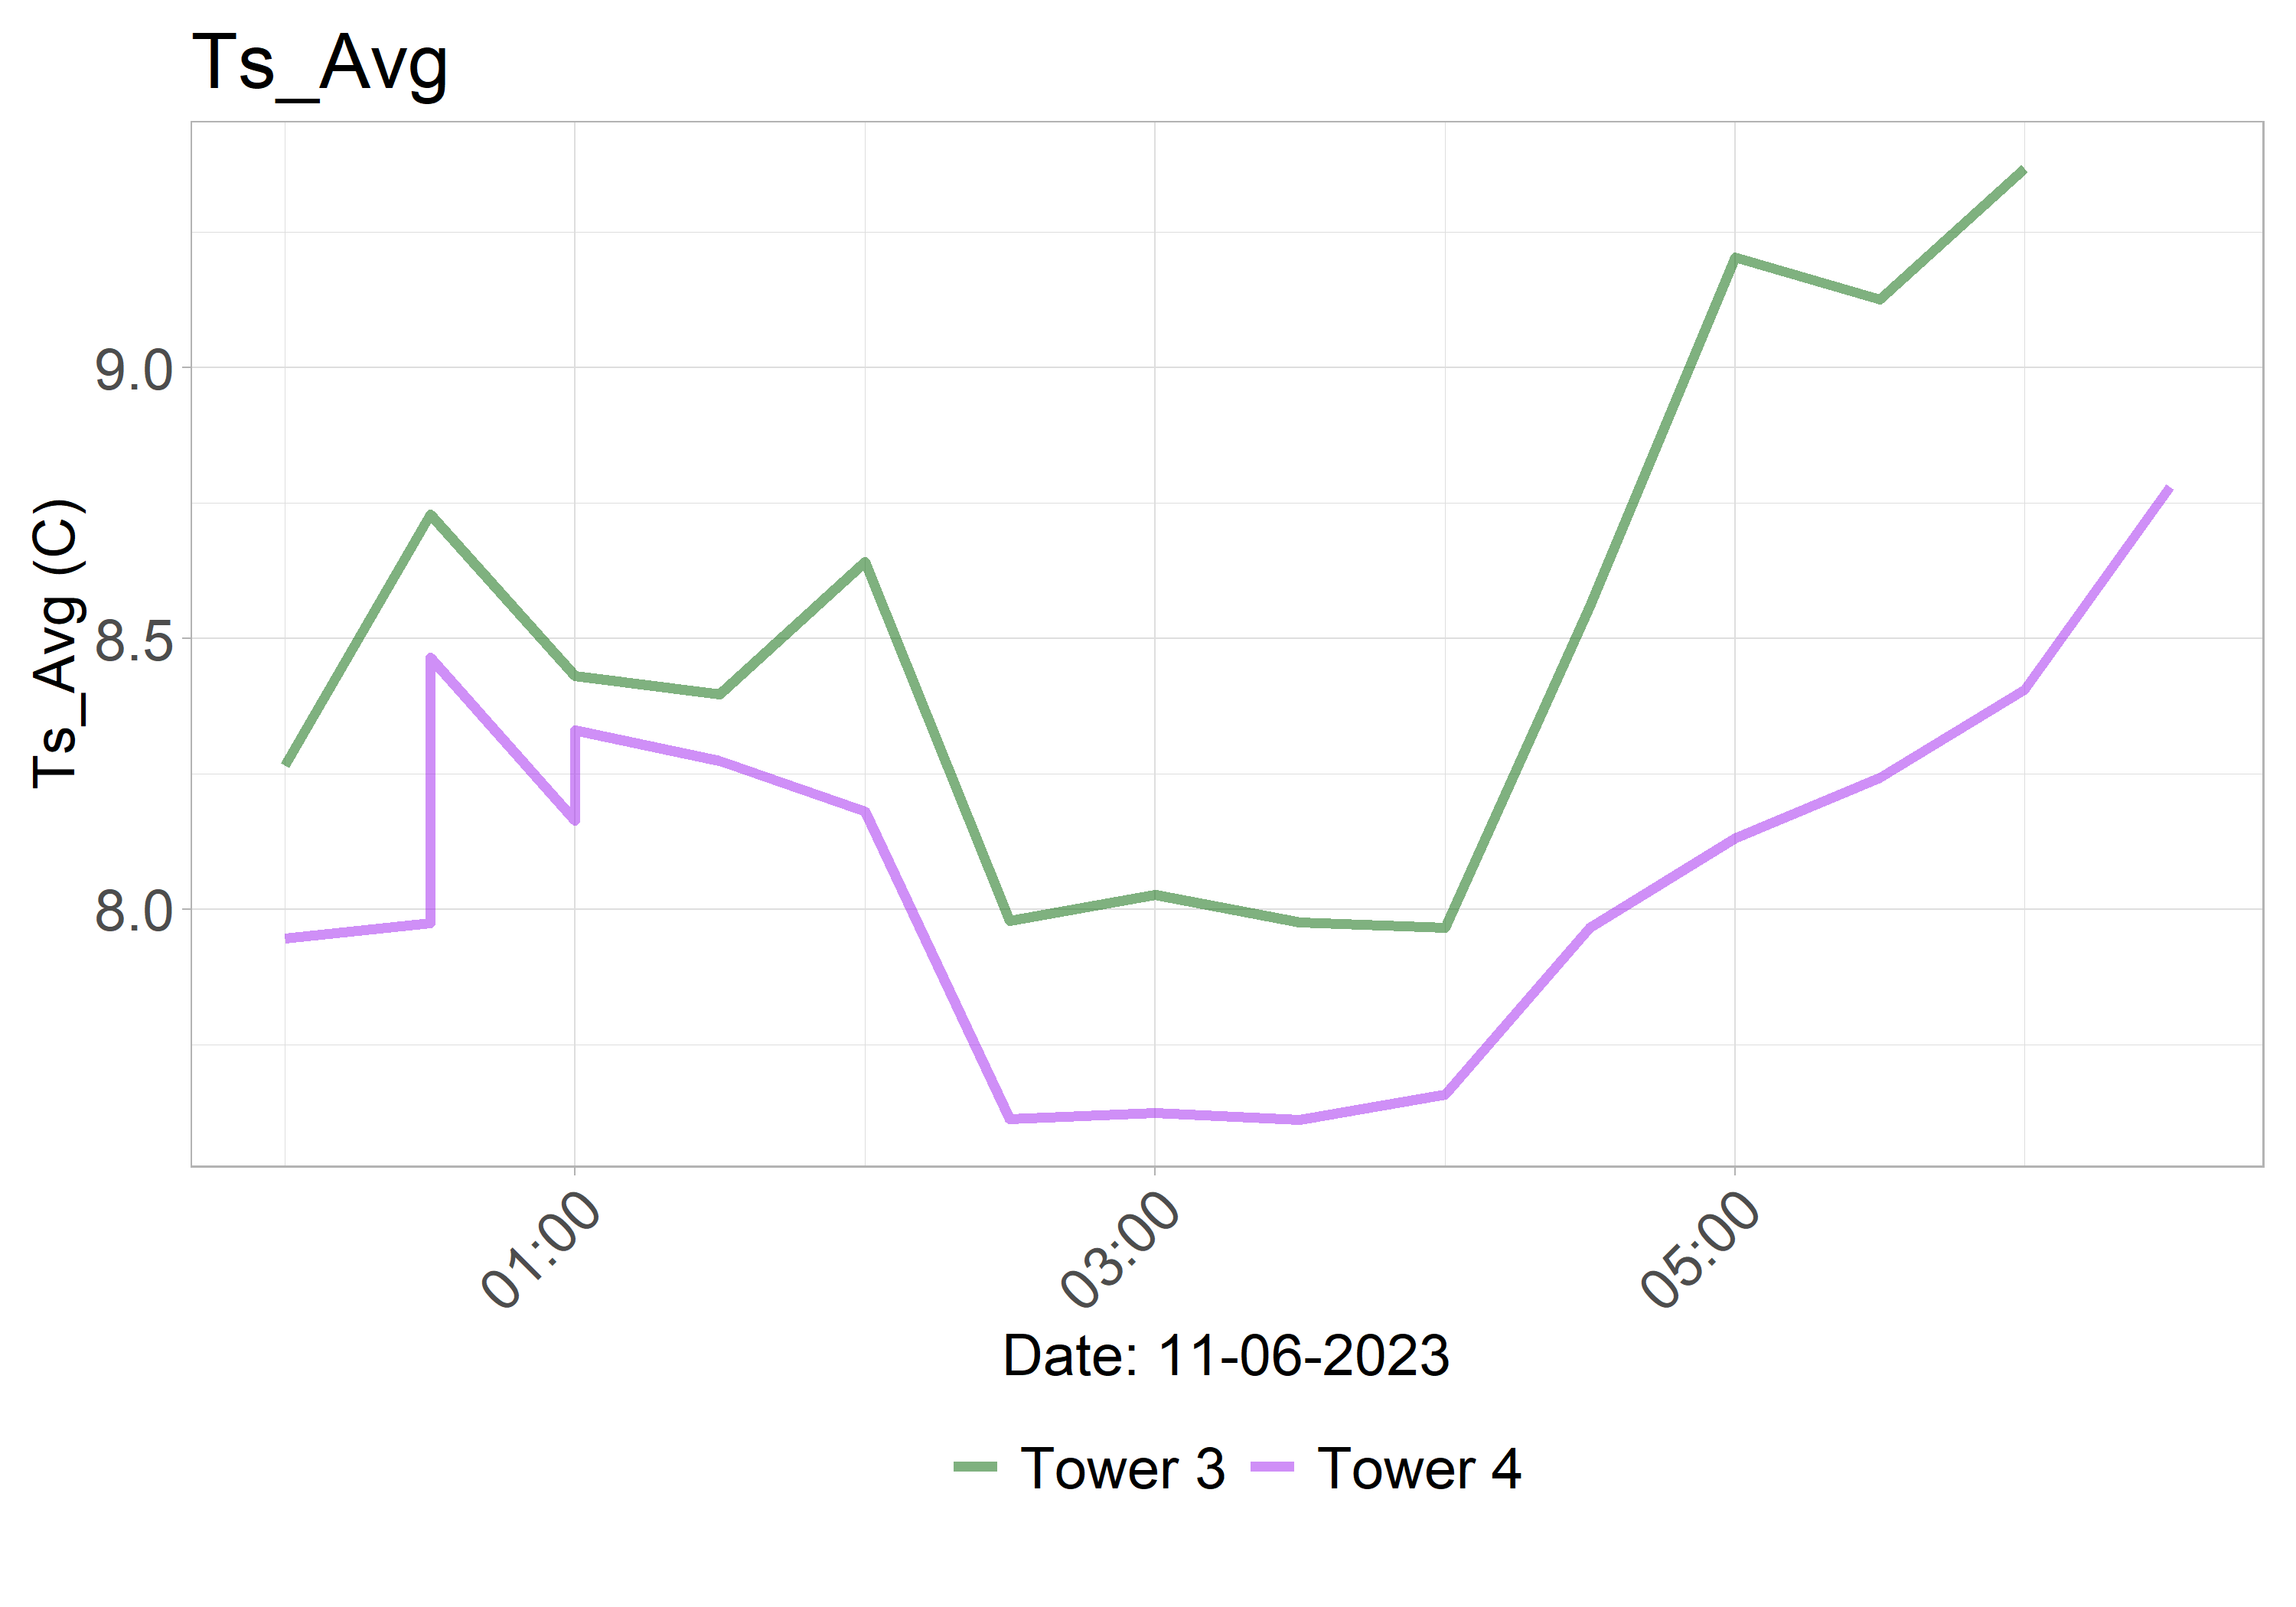 Ts_Avg
Ts_Avg (C)
9.0
8.5
8.0
01:00
03:00
05:00
Date: 11-06-2023
Tower 3
Tower 4